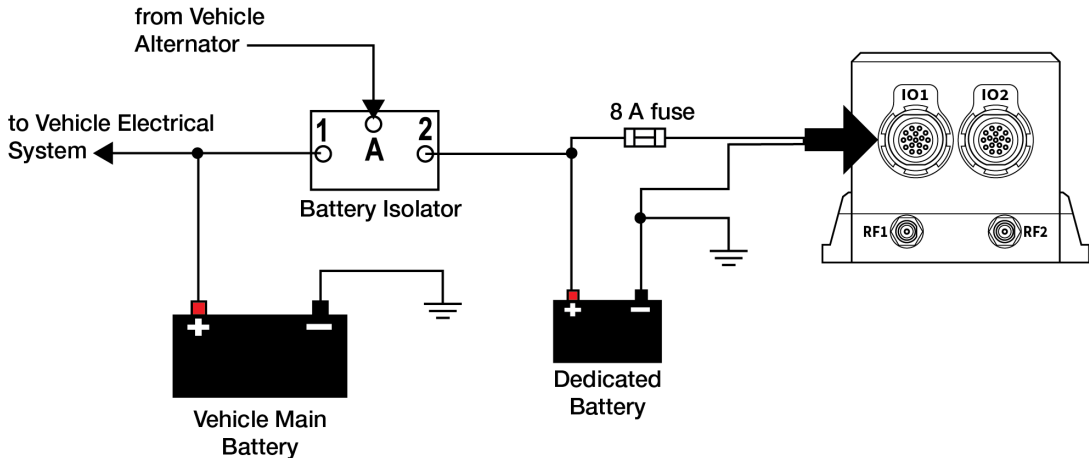 from Vehicle
Alternator
to Vehicle Electrical
System
1
A
2
Battery Isolator
8 A fuse
IO1
IO2
RF1
RF2
+
−
Vehicle Main
Battery
+
−
Dedicated
Battery